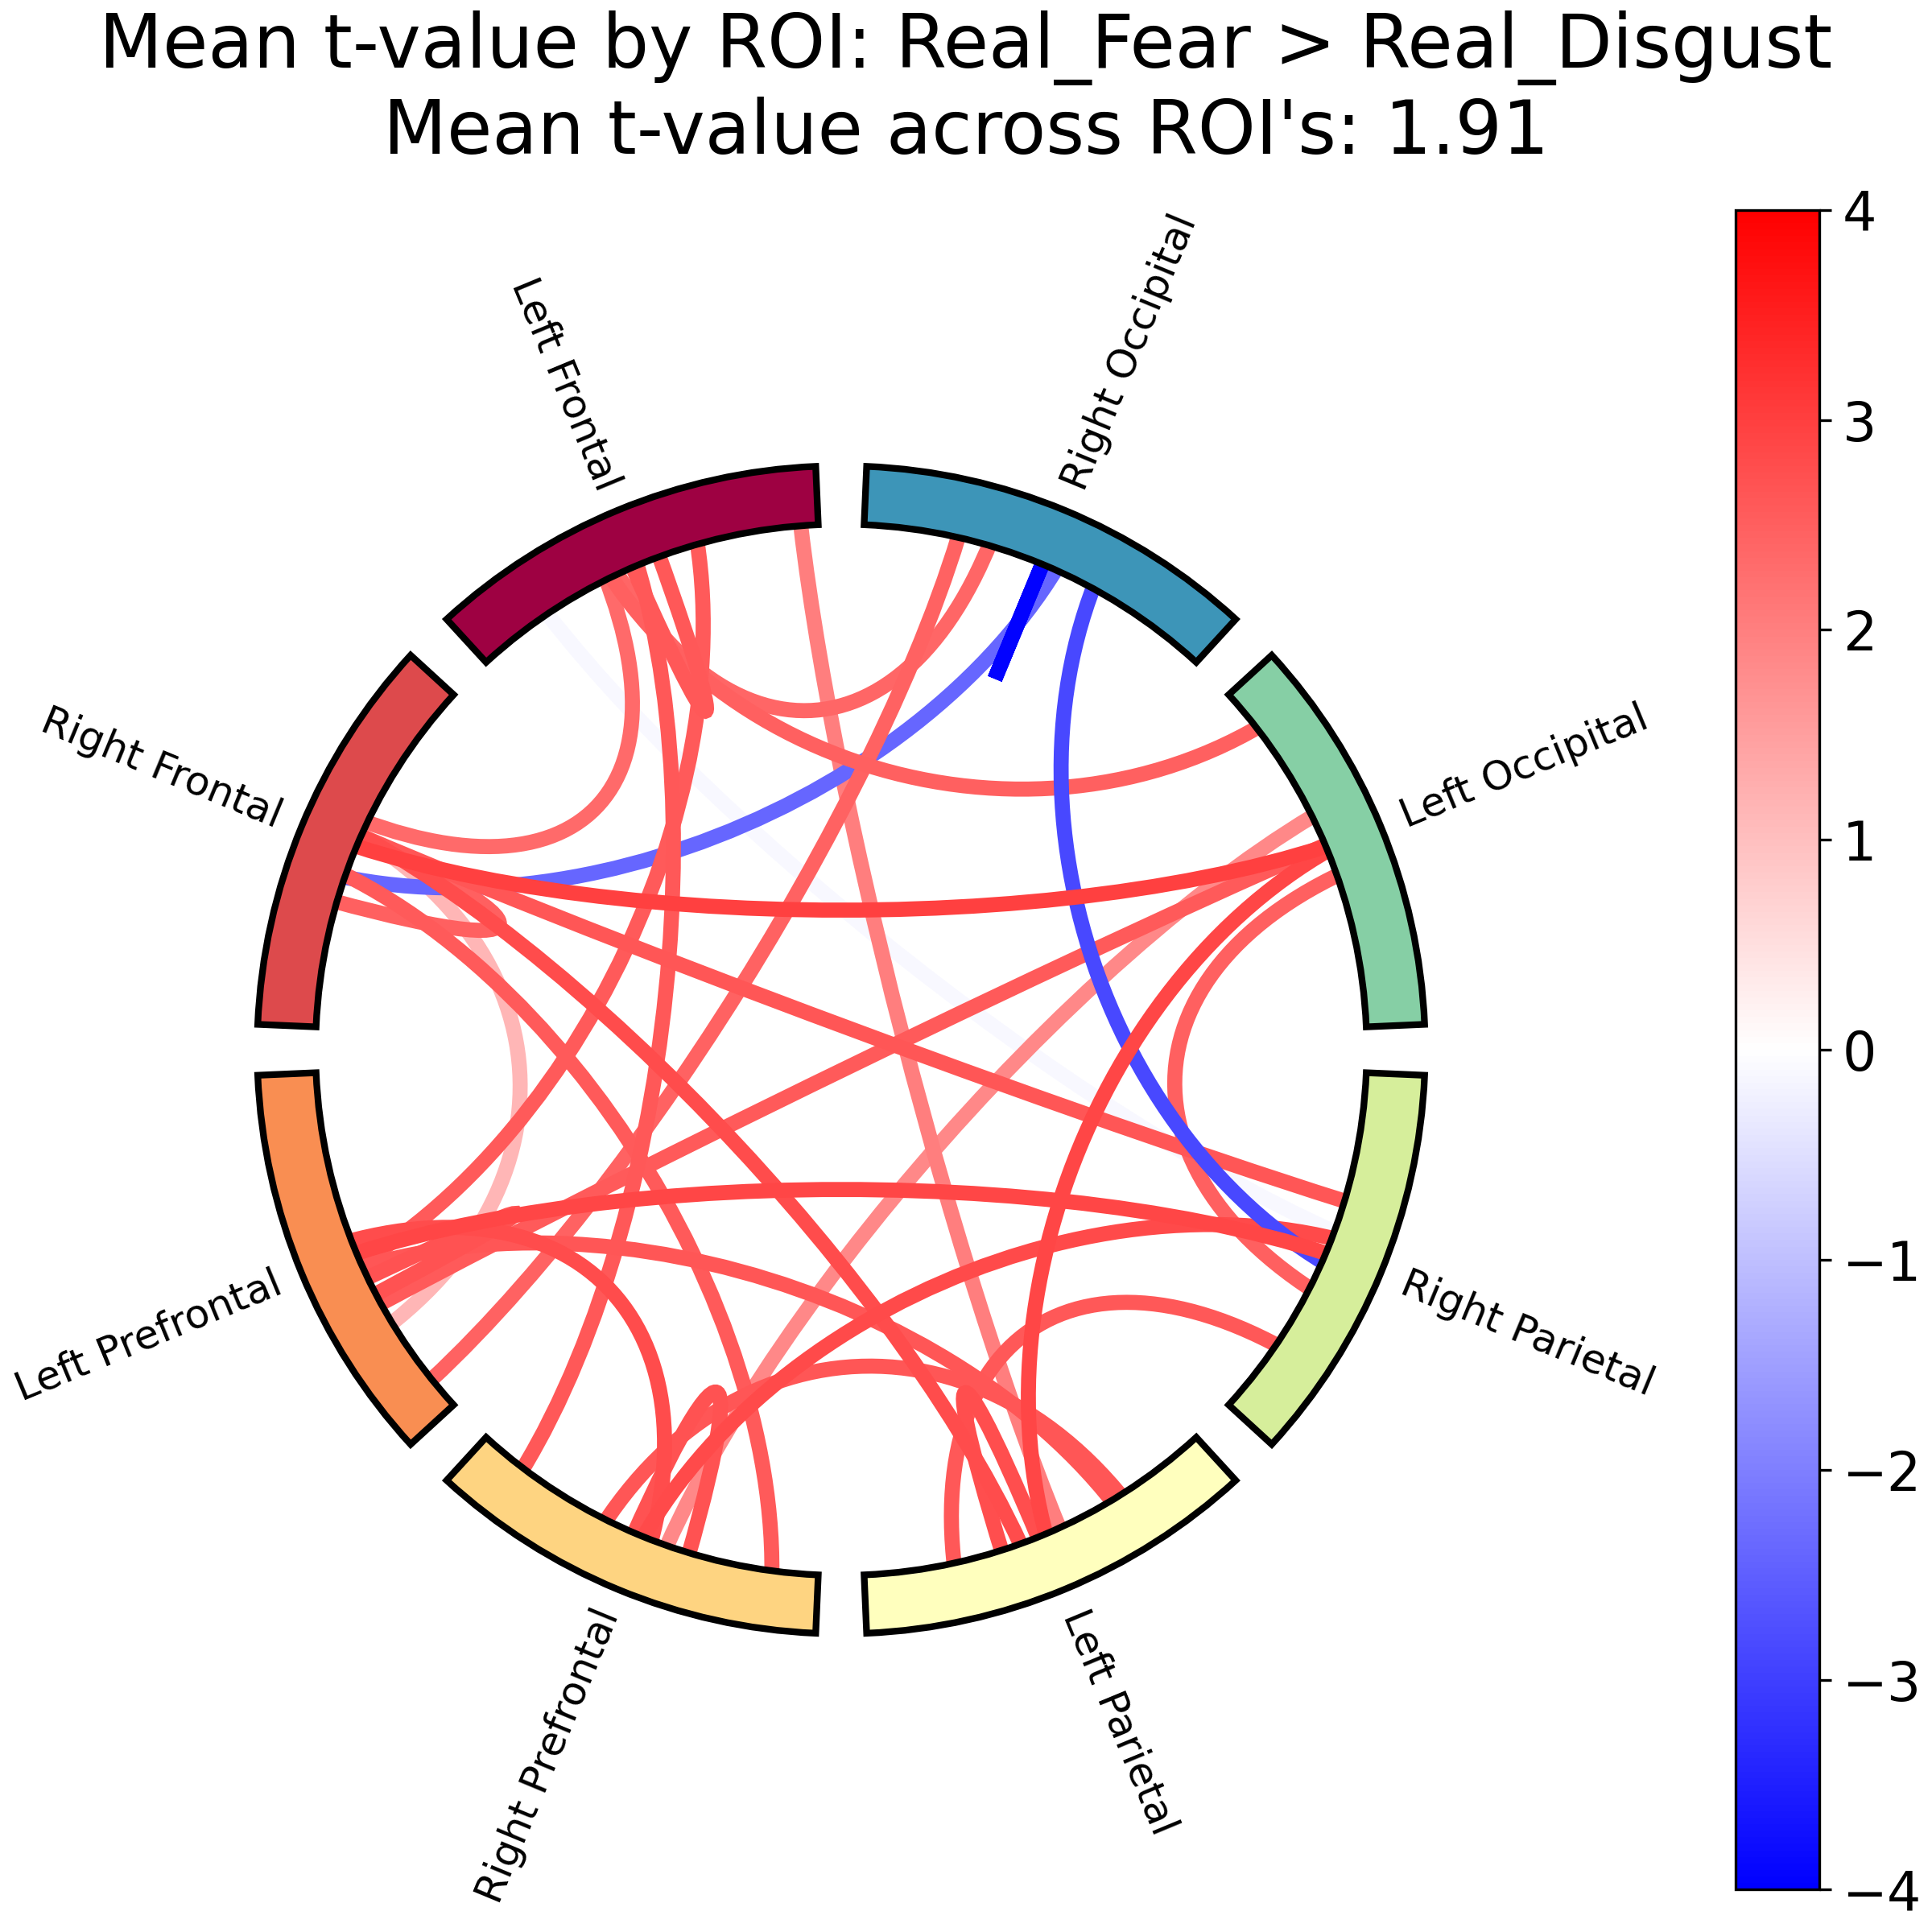 Mean t-value by ROI: Real_Fear > Real_Disgust
Mean t-value across ROI's: 1.91
Left Frontal
Right Occipital
Right Frontal
Left Occipital
Left Prefrontal
Right Parietal
Right Prefrontal
Left Parietal
4
3
2
1
0
−1
−2
−3
−4